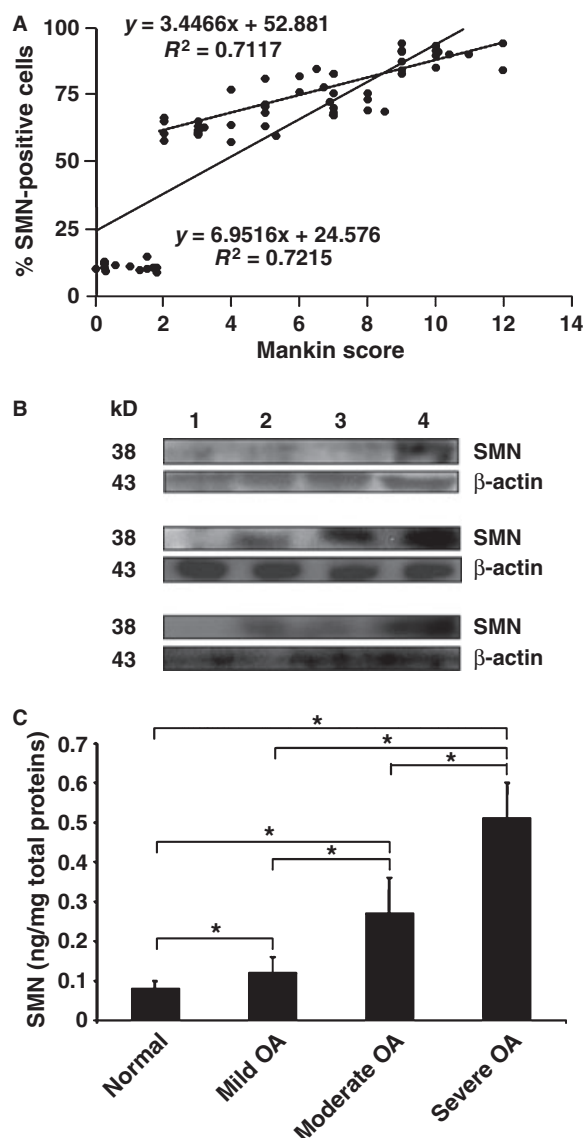 A
y = 3.4466x + 52.881
R² = 0.7117
% SMN-positive cells
100
75
50
25
0
y = 6.9516x + 24.576
R² = 0.7215
0 2 4 6 8 10 12 14
Mankin score
B
kD 1 2 3 4
38 SMN
43 β-actin
38 SMN
43 β-actin
38 SMN
43 β-actin
C
SMN (ng/mg total proteins)
0.7
0.6
0.5
0.4
0.3
0.2
0.1
0
*
*
*
*
*
*
Normal
Mild OA
Moderate OA
Severe OA